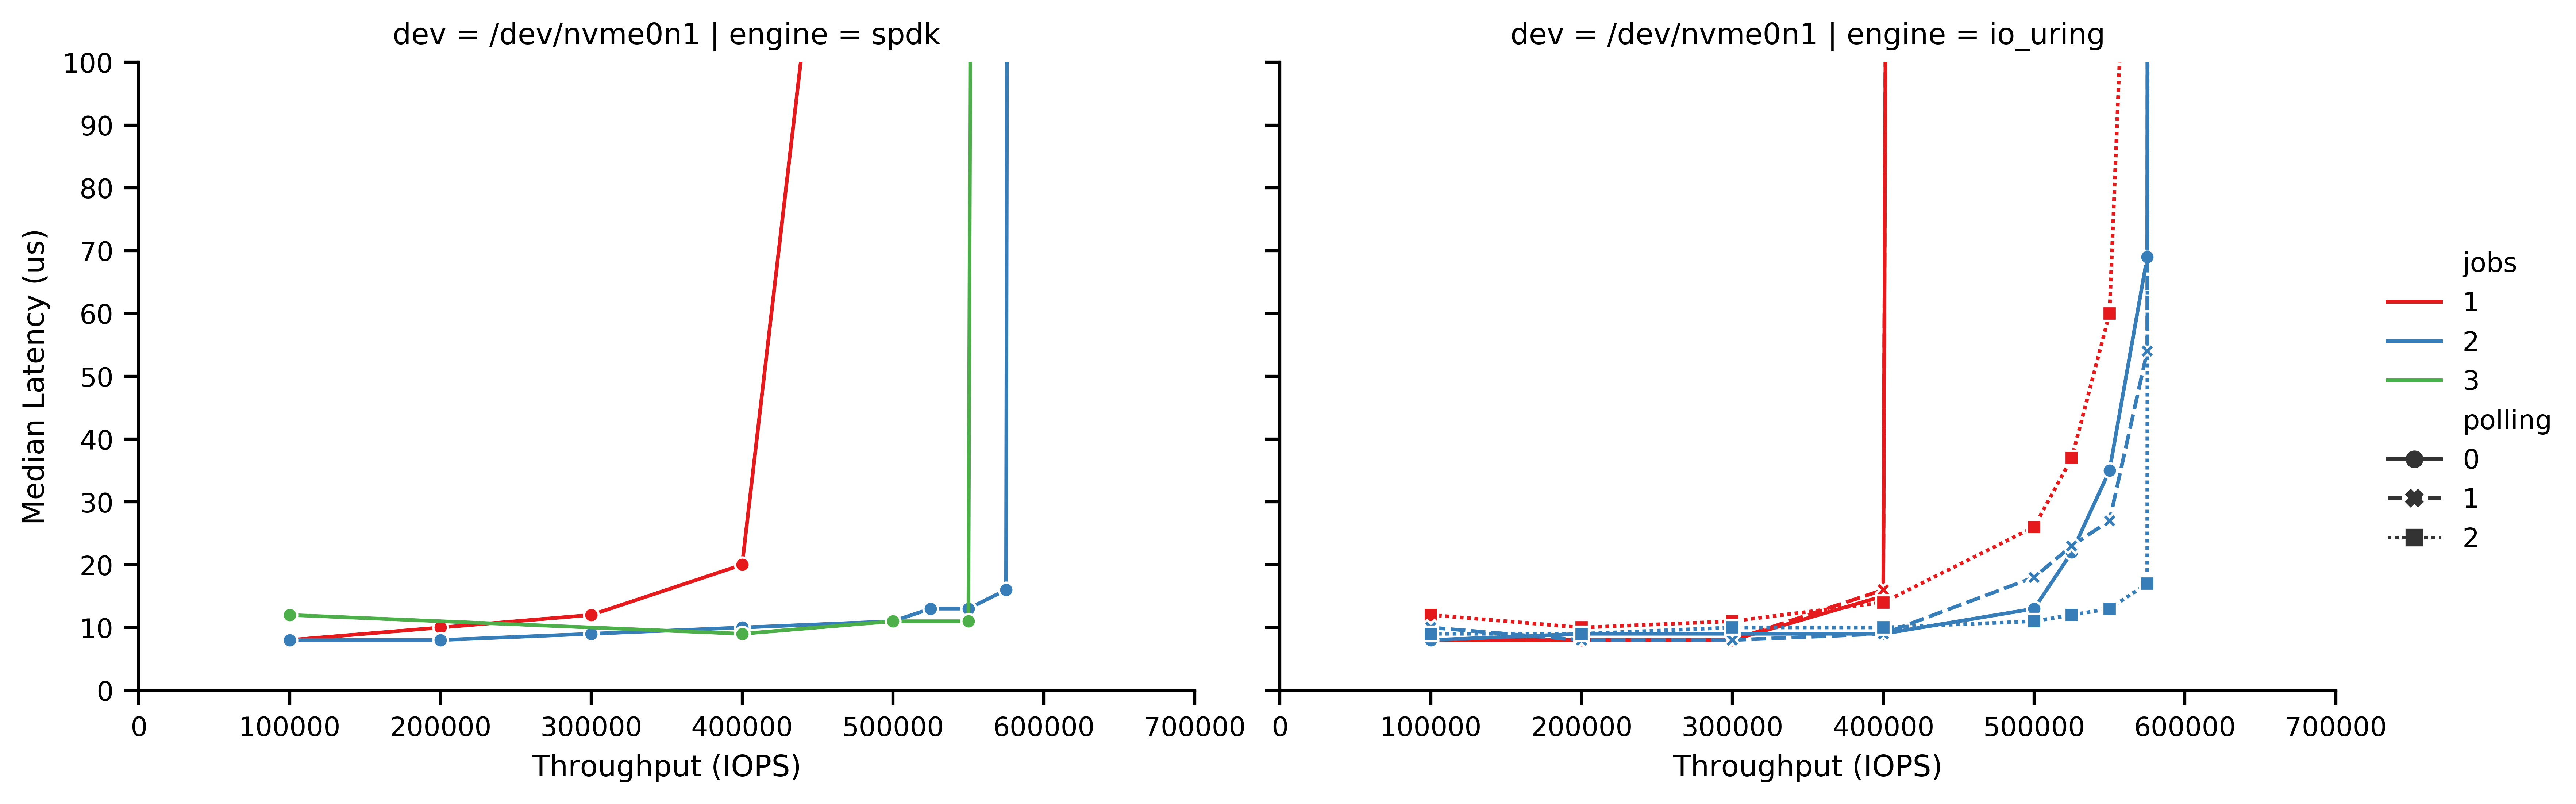 dev = /dev/nvme0n1 | engine = spdk
dev = /dev/nvme0n1 | engine = io_uring
Median Latency (us)
100
90
80
70
60
50
40
30
20
10
0
0 100000 200000 300000 400000 500000 600000 700000
Throughput (IOPS)
0 100000 200000 300000 400000 500000 600000 700000
Throughput (IOPS)
jobs
1
2
3
polling
0
1
2